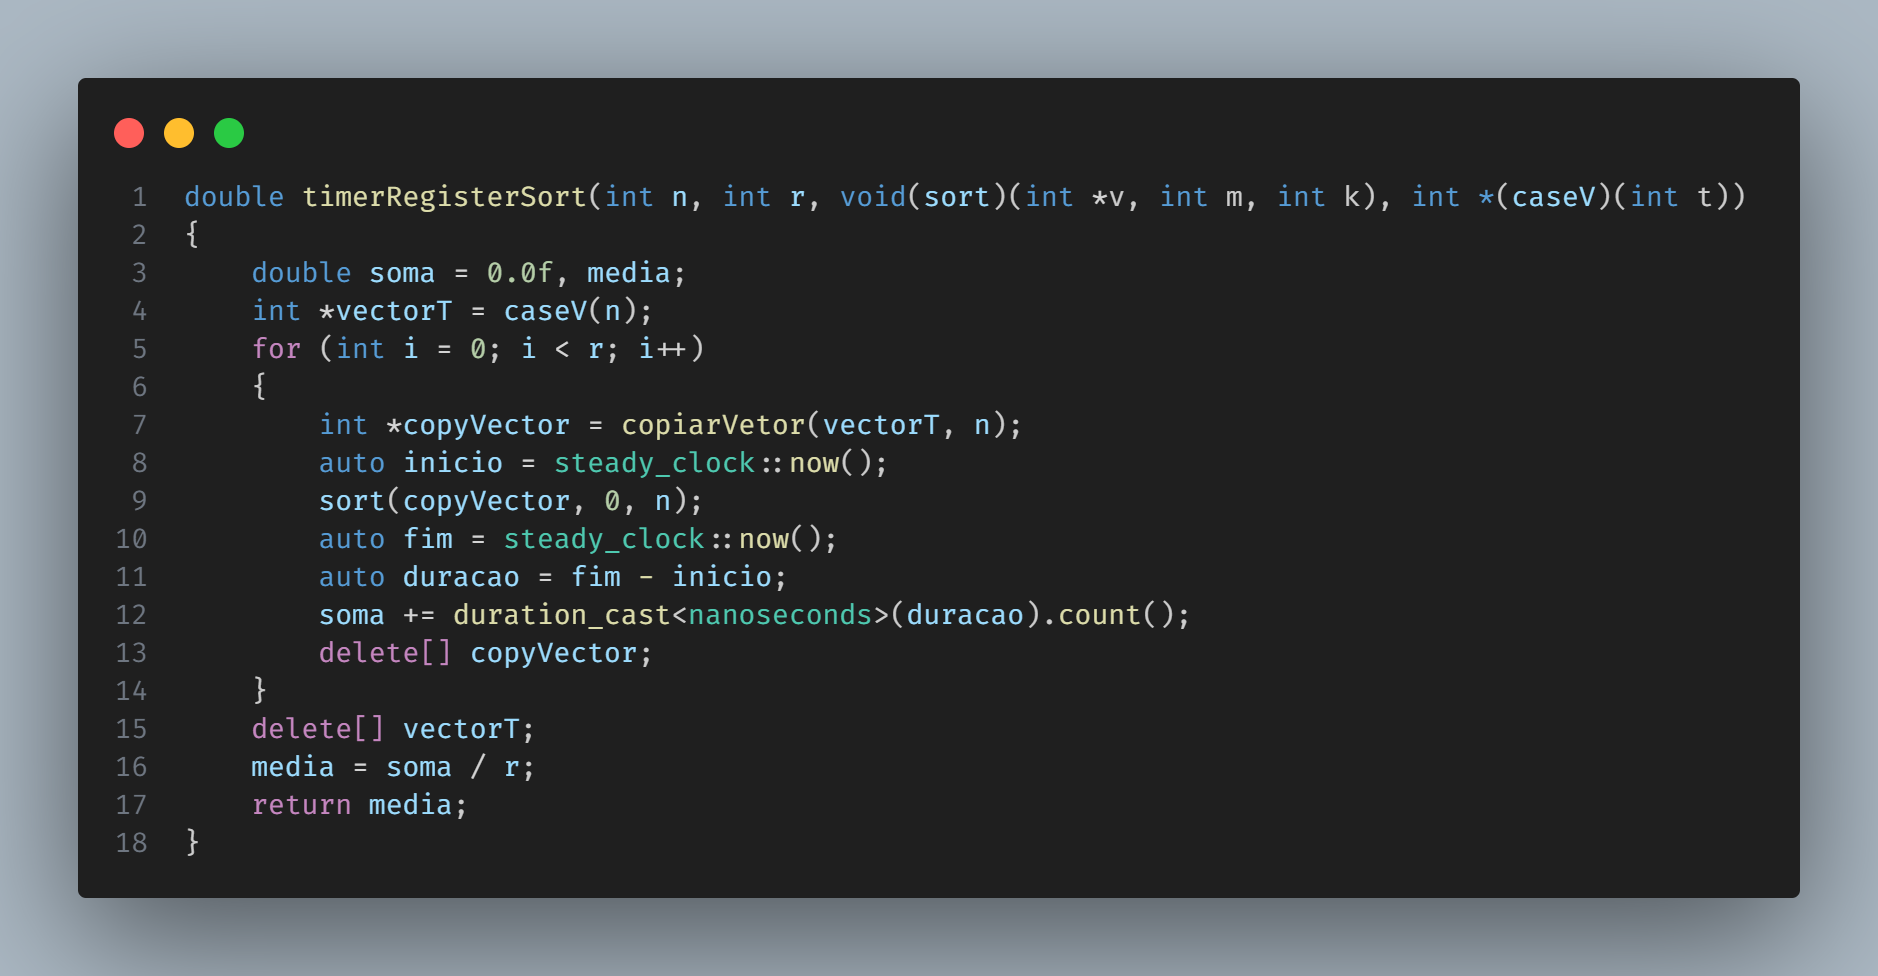 1 double timerRegisterSort(int n, int r, void(sort)(int *v, int m, int k), int *(caseV)(int t))
2 {
3     double soma = 0.0f, media;
4     int *vectorT = caseV(n);
5     for (int i = 0; i < r; i++)
6     {
7         int *copyVector = copiarVetor(vectorT, n);
8         auto inicio = steady_clock::now();
9         sort(copyVector, 0, n);
10         auto fim = steady_clock::now();
11         auto duracao = fim - inicio;
12         soma += duration_cast<nanoseconds>(duracao).count();
13         delete[] copyVector;
14     }
15     delete[] vectorT;
16     media = soma / r;
17     return media;
18 }